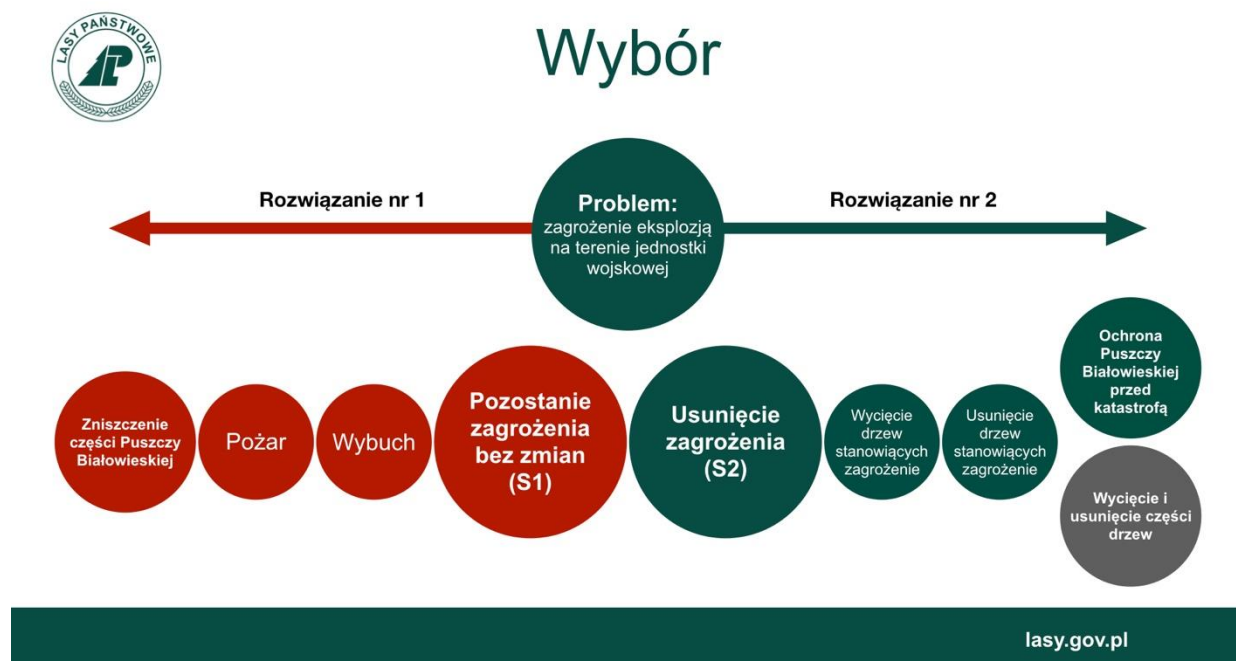 LASY PAŃSTWOWE
LP
Wybór
Rozwiązanie nr 1
Problem:
zagrożenie eksplozją
na terenie jednostki
wojskowej
Rozwiązanie nr 2
Zniszczenie
części Puszczy
Białowieskiej
Pożar
Wybuch
Pozostanie
zagrożenia
bez zmian
(S1)
Usunięcie
zagrożenia
(S2)
Wycięcie
drzew
stanowiących
zagrożenie
Usunięcie
drzew
stanowiących
zagrożenie
Ochrona
Puszczy
Białowieskiej
przed
katastrofą
Wycięcie i
usunięcie części
drzew
lasy.gov.pl